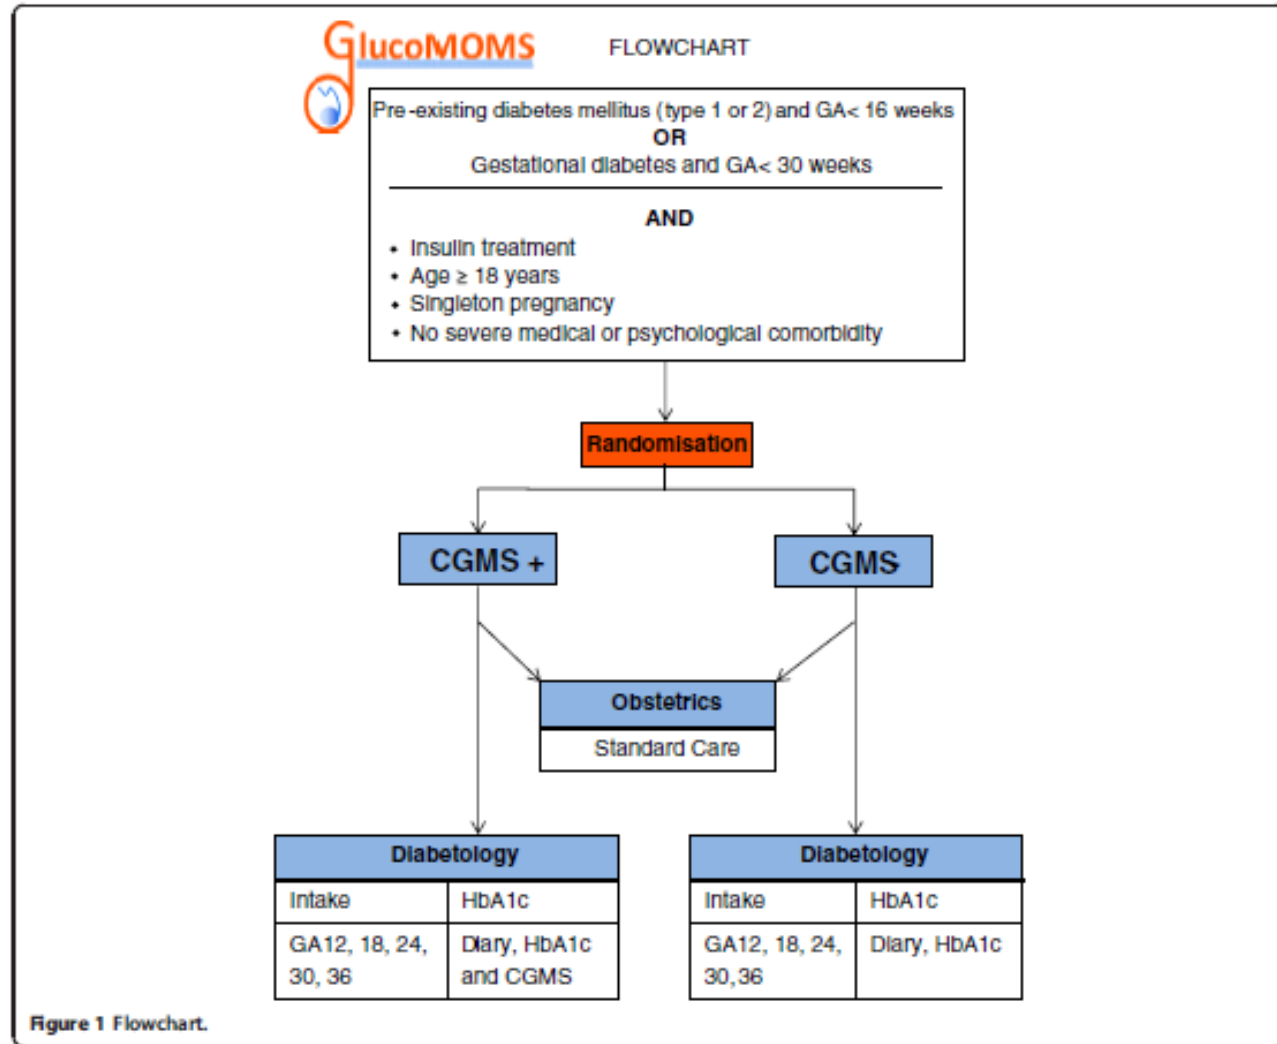 GlucoMOMS FLOWCHART
Pre-existing diabetes mellitus (type 1 or 2) and GA< 16 weeks
OR
Gestational diabetes and GA< 30 weeks
AND
• Insulin treatment
• Age ≥ 18 years
• Singleton pregnancy
• No severe medical or psychological comorbidity
Randomisation
CGMS +
CGMS-
Obstetrics
Standard Care
Diabetology
Intake
HbA1c
GA12, 18, 24,
30, 36
Diary, HbA1c
and CGMS
Diabetology
Intake
HbA1c
GA12, 18, 24,
30,36
Diary, HbA1c
Figure 1 Flowchart.